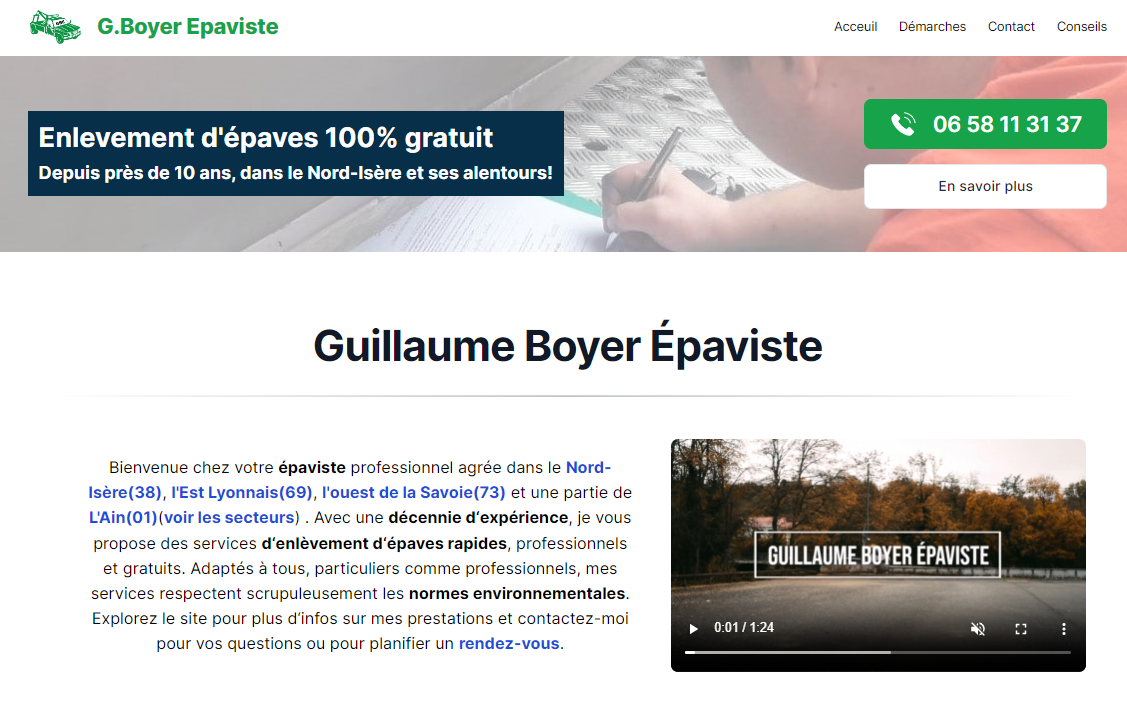 G.Boyer Epaviste
Acceuil Démarches Contact Conseils
Enlevement d'épaves 100% gratuit
Depuis près de 10 ans, dans le Nord-Isère et ses alentours!
06 58 11 31 37
En savoir plus
Guillaume Boyer Épaviste
Bienvenue chez votre épaviste professionnel agrée dans le Nord-
Isère(38), l'Est Lyonnais(69), l'ouest de la Savoie(73) et une partie de
L'Ain(01)(voir les secteurs) . Avec une décennie d‘expérience, je vous
propose des services d‘enlèvement d‘épaves rapides, professionnels
et gratuits. Adaptés à tous, particuliers comme professionnels, mes
services respectent scrupuleusement les normes environnementales.
Explorez le site pour plus d‘infos sur mes prestations et contactez-moi
pour vos questions ou pour planifier un rendez-vous.
GUILLAUME BOYER ÉPAVISTE
0:01 / 1:24